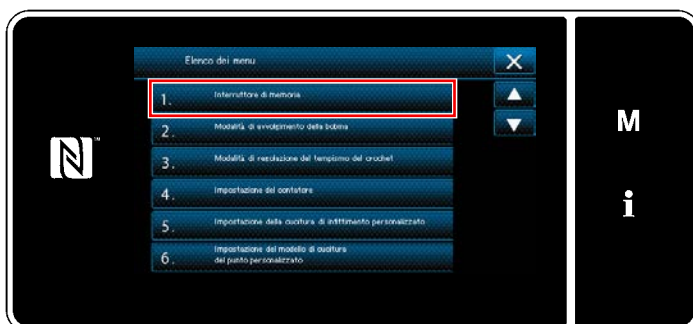 Elenco dei menu
1. Interruttore di memoria
2. Modalità di avvolgimento della bobina
3. Modalità di regolazione del tempismo del crochet
4. Impostazione del contatore
5. Impostazione della cucitura di infittimento personalizzato
6. Impostazione del modello di cucitura
del punto personalizzato
M
i
N